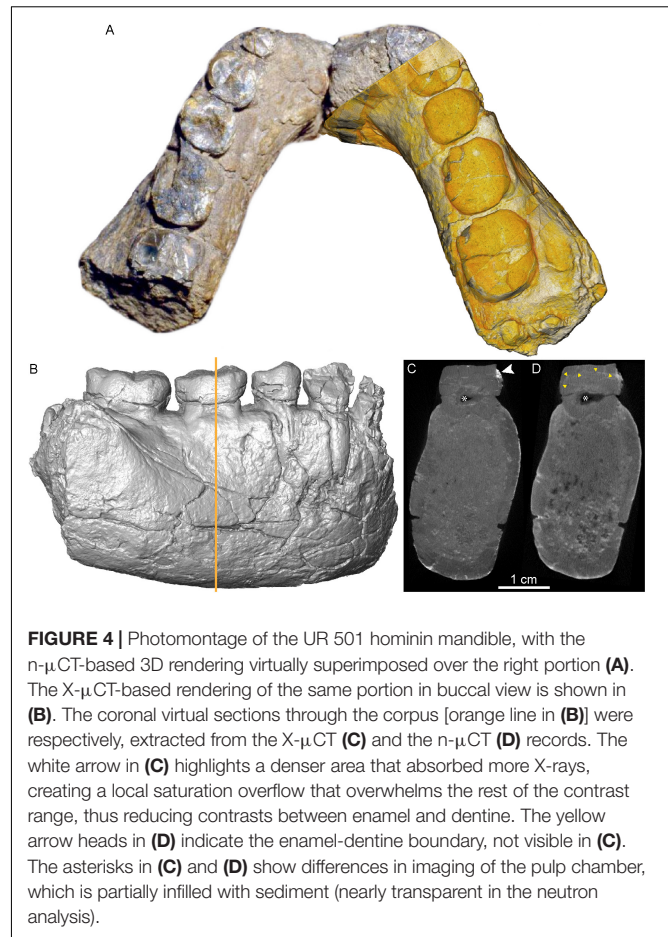 A
B
C
D
*
*
1 cm
FIGURE 4 | Photomontage of the UR 501 hominin mandible, with the
n-μCT-based 3D rendering virtually superimposed over the right portion (A).
The X-μCT-based rendering of the same portion in buccal view is shown in
(B). The coronal virtual sections through the corpus [orange line in (B)] were
respectively, extracted from the X-μCT (C) and the n-μCT (D) records. The
white arrow in (C) highlights a denser area that absorbed more X-rays,
creating a local saturation overflow that overwhelms the rest of the contrast
range, thus reducing contrasts between enamel and dentine. The yellow
arrow heads in (D) indicate the enamel-dentine boundary, not visible in (C).
The asterisks in (C) and (D) show differences in imaging of the pulp chamber,
which is partially infilled with sediment (nearly transparent in the neutron
analysis).